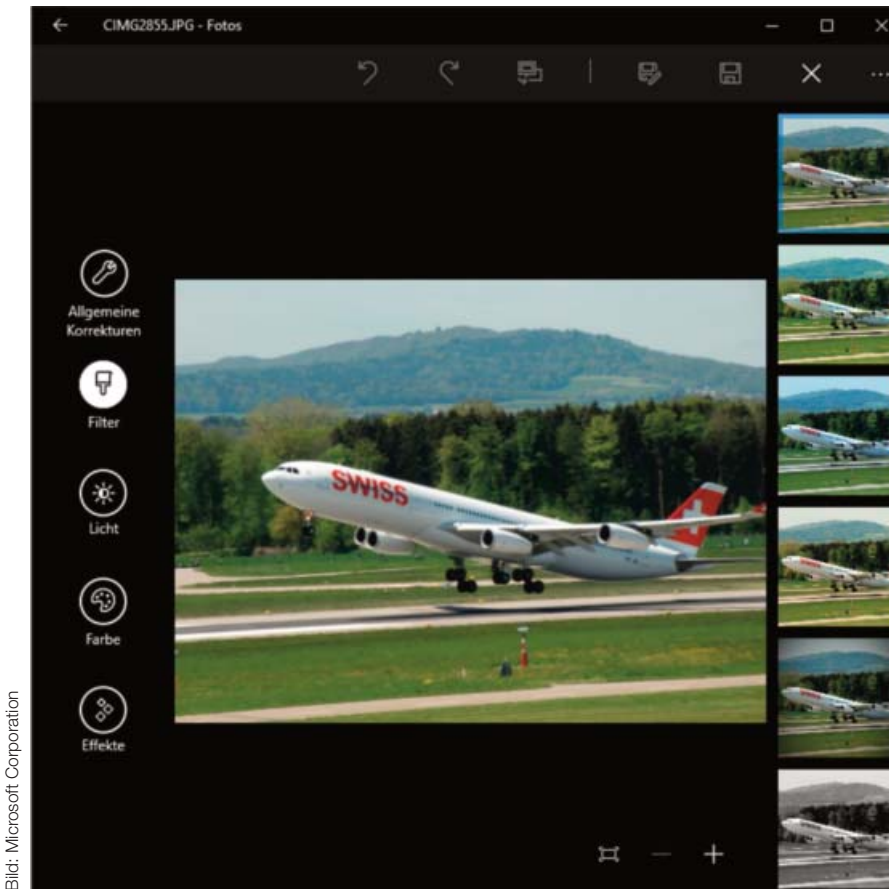 CIMG2855.JPG - Fotos
Allgemeine
Korrekturen
Filter
Licht
Farbe
Effekte
SWISS
Bild: Microsoft Corporation